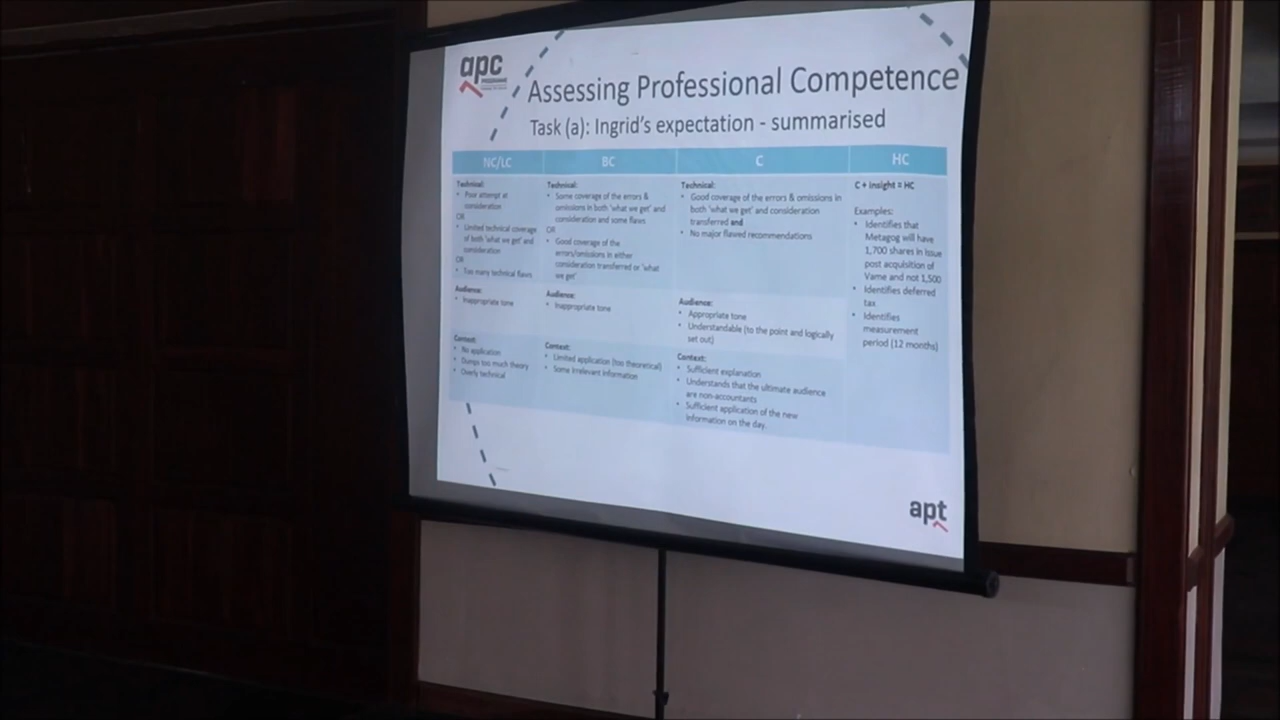 apc
Assessing Professional Competence
Task (a): Ingrid's expectation - summarised
NC/LC
BC
C
HC
Technical:
• Poor attempt at
consideration
OR
• Limited technical coverage
of both 'what we get' and
consideration
OR
• Too many technical flaws
Technical:
• Some coverage of the errors &
omissions in both 'what we get' and
consideration and some flaws
OR
• Good coverage of the
errors/omissions in either
consideration transferred or 'what
we get'
Technical:
• Good coverage of the errors & omissions in
both 'what we get' and consideration
transferred and
• No major flawed recommendations
C + insight = HC
Examples:
• Identifies that
Metagog will have
1,700 shares in issue
post acquisition of
Vame and not 1,500
• Identifies deferred
tax
• Identifies
measurement
period (12 months)
Audience:
• Inappropriate tone
Audience:
• Inappropriate tone
Audience:
• Appropriate tone
• Understandable (to the point and logically
set out)
Context:
• No application
• Dumps too much theory
• Overly technical
Context:
• Limited application (too theoretical)
• Some irrelevant information
Context:
• Sufficient explanation
• Understands that the ultimate audience
are non-accountants
• Sufficient application of the new
information on the day.
apt